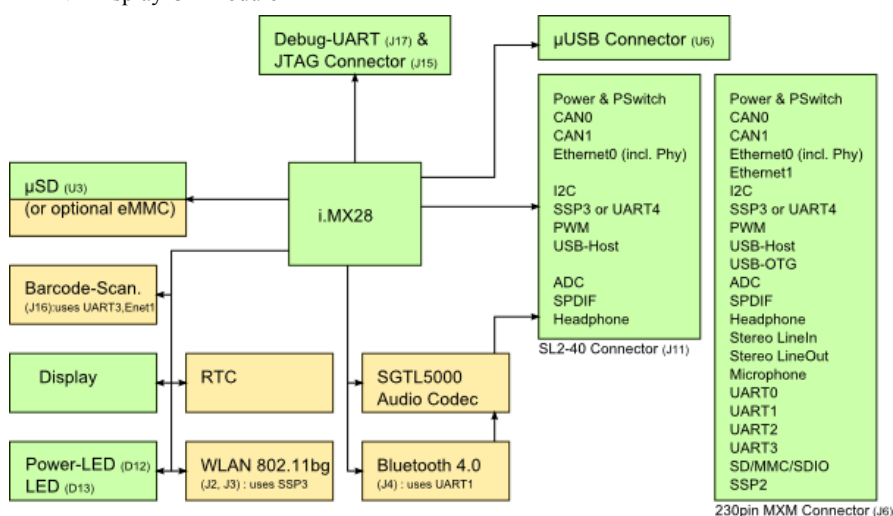 Debug-UART (J17) &
JTAG Connector (J15)
µUSB Connector (U6)
µSD (U3)
(or optional eMMC)
i.MX28
Barcode-Scan.
(J16):uses UART3,Enet1
Display
RTC
SGTL5000
Audio Codec
Power-LED (D12)
LED (D13)
WLAN 802.11bg
(J2, J3) : uses SSP3
Bluetooth 4.0
(J4) : uses UART1
Power & PSwitch
CAN0
CAN1
Ethernet0 (incl. Phy)
I2C
SSP3 or UART4
PWM
USB-Host
ADC
SPDIF
Headphone
SL2-40 Connector (J11)
Power & PSwitch
CAN0
CAN1
Ethernet0 (incl. Phy)
Ethernet1
I2C
SSP3 or UART4
PWM
USB-Host
USB-OTG
ADC
SPDIF
Headphone
Stereo LineIn
Stereo LineOut
Microphone
UART0
UART1
UART2
UART3
SD/MMC/SDIO
SSP2
230pin MXM Connector (J6)